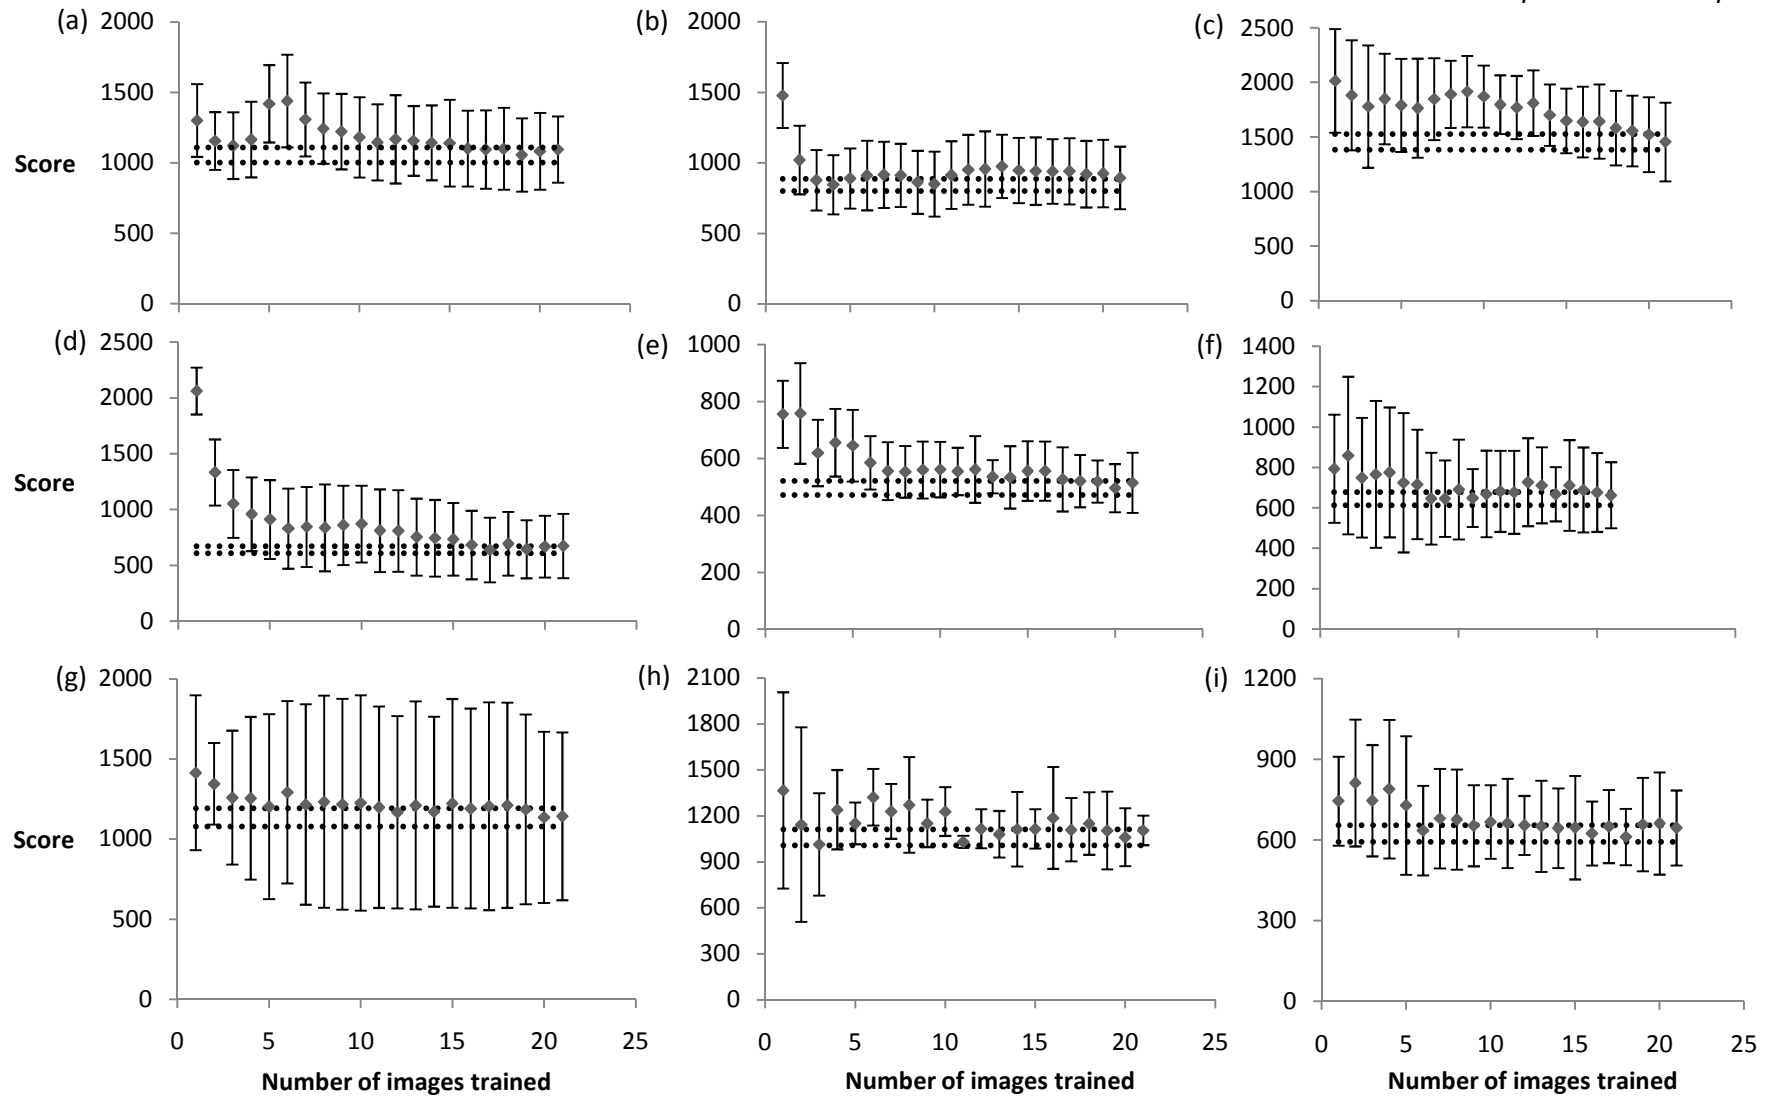 (a) 2000 1500 1000 500 0
(b) 2000 1500 1000 500 0
(c) 2500 2000 1500 1000 500 0
Score
(d) 2500 2000 1500 1000 500 0
(e) 1000 800 600 400 200 0
(f) 1400 1200 1000 800 600 400 200 0
Score
(g) 2000 1500 1000 500 0
(h) 2100 1800 1500 1200 900 600 300 0
(i) 1200 900 600 300 0
Score
0 5 10 15 20 25
0 5 10 15 20 25
0 5 10 15 20 25
Number of images trained
Number of images trained
Number of images trained